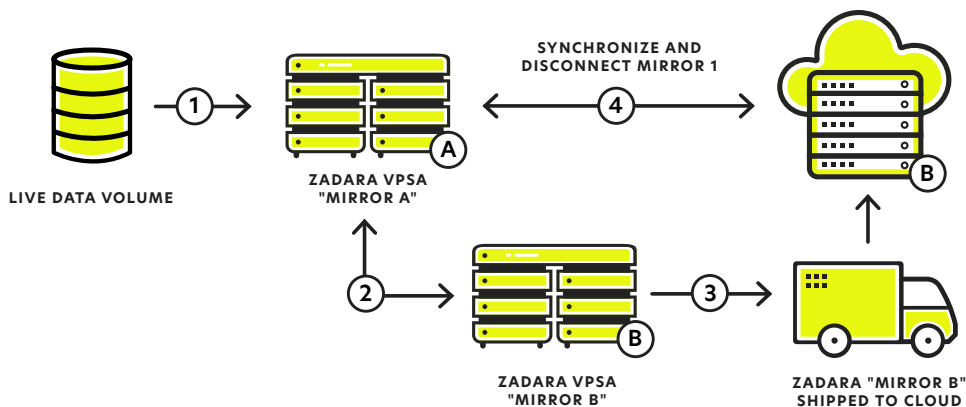 SYNCHRONIZE AND
DISCONNECT MIRROR 1
1
4
A
B
LIVE DATA VOLUME
ZADARA VPSA
"MIRROR A"
2
3
B
ZADARA VPSA
"MIRROR B"
ZADARA "MIRROR B"
SHIPPED TO CLOUD